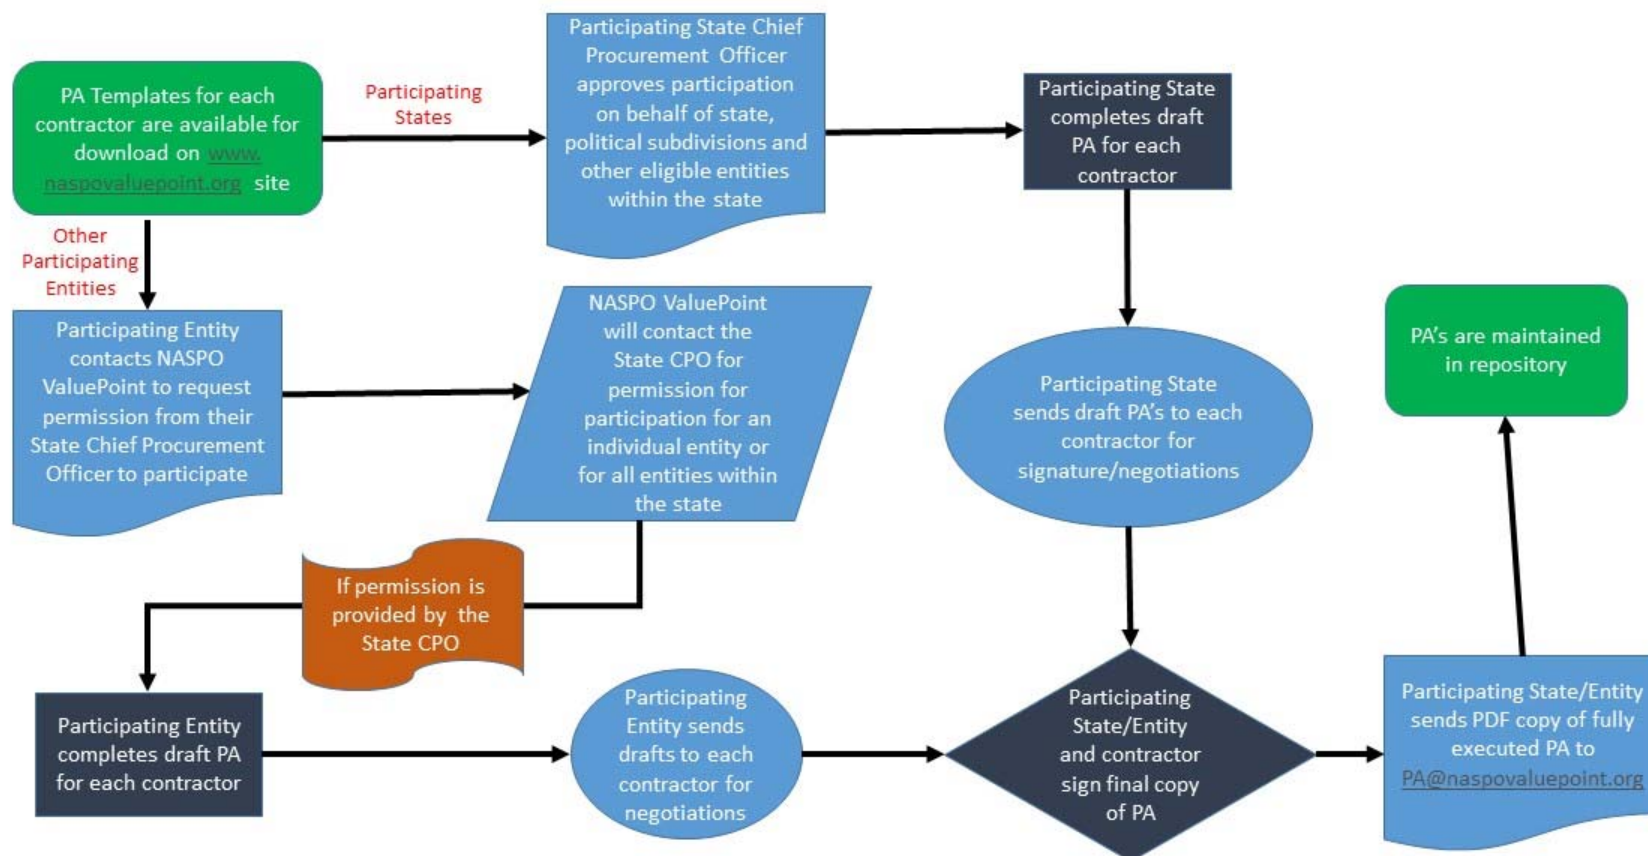 PA Templates for each
contractor are available for
download on www.
naspovaluepoint.org site
Participating
States
Participating State Chief
Procurement Officer
approves participation
on behalf of state,
political subdivisions and
other eligible entities
within the state
Participating State
completes draft
PA for each
contractor
Other
Participating
Entities
Participating Entity
contacts NASPO
ValuePoint to request
permission from their
State Chief Procurement
Officer to participate
NASPO ValuePoint
will contact the
State CPO for
permission for
participation for an
individual entity or
for all entities within
the state
Participating State
sends draft PA's to each
contractor for
signature/negotiations
PA's are maintained
in repository
If permission is
provided by the
State CPO
Participating Entity
completes draft PA
for each contractor
Participating
Entity sends
drafts to each
contractor for
negotiations
Participating
State/Entity
and contractor
sign final copy
of PA
Participating State/Entity
sends PDF copy of fully
executed PA to
PA@naspovaluepoint.org